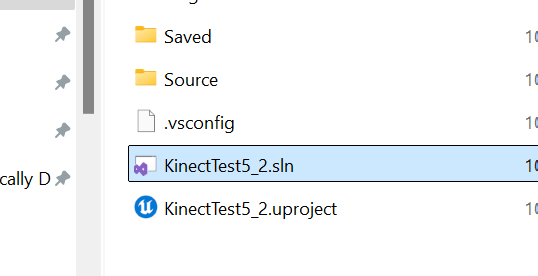 Saved
Source
.vsconfig
cally D
KinectTest5_2.sln
KinectTest5_2.uproject